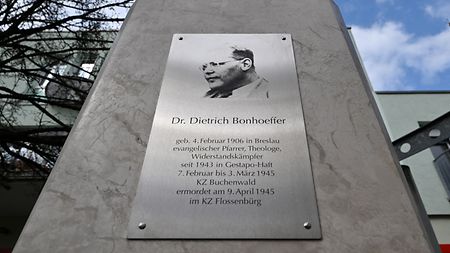 Dr. Dietrich Bonhoeffer
geb. 4. Februar 1906 in Breslau
evangelischer Pfarrer, Theologe,
Widerstandskämpfer
seit 1943 in Gestapo-Haft
7. Februar bis 3. März 1945
KZ Buchenwald
ermordet am 9. April 1945
im KZ Flossenbürg